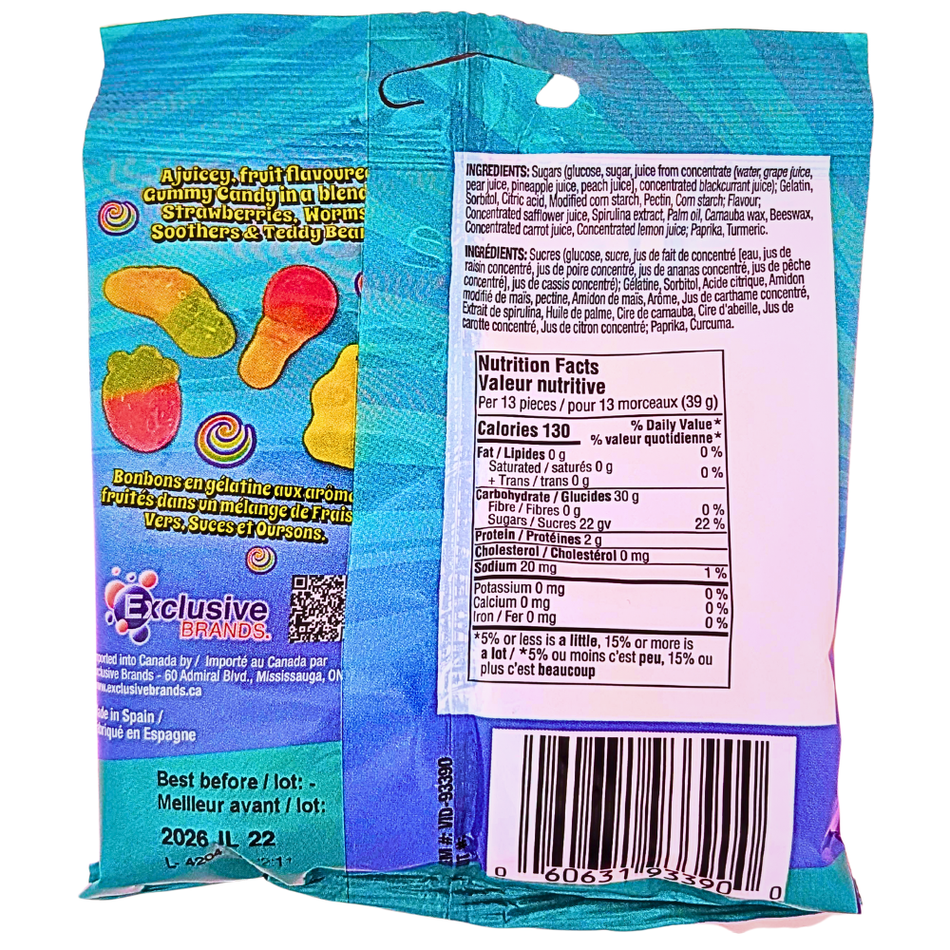 A juicey, fruit flavoure
Gummy Candy in a blend
Strawberries, Worms
Soothers & Teddy Bear
Bonbons en gélatine aux arôme
fruités dans un mélange de Frais
Vers, Suces et Oursons.
Exclusive
BRANDS.
ported into Canada by / Importé au Canada par
clusive Brands - 60 Admiral Blvd., Mississauga, ON
www.exclusivebrands.ca
de in Spain /
briqué en Espagne
Best before / lot: -
Meilleur avant / lot:
2026 JL 22
L- 4204
INGREDIENTS: Sugars (glucose, sugar, juice from concentrate [water, grape juice,
pear juice, pineapple juice, peach juice], concentrated blackcurrant juice); Gelatin,
Sorbitol, Citric acid, Modified corn starch, Pectin, Corn starch; Flavour;
Concentrated safflower juice, Spirulina extract, Palm oil, Carnauba wax, Beeswax,
Concentrated carrot juice, Concentrated lemon juice; Paprika, Turmeric.
INGRÉDIENTS: Sucres (glucose, sucre, jus de fait de concentré [eau, jus de
raisin concentré, jus de poire concentré, jus de ananas concentré, jus de pêche
concentré], jus de cassis concentré); Gélatine, Sorbitol, Acide citrique, Amidon
modifié de maïs, pectine, Amidon de maïs, Arôme, Jus de carthame concentré,
Extrait de spirulina, Huile de palme, Cire de carnauba, Cire d'abeille, Jus de
carotte concentré, Jus de citron concentré; Paprika, Curcuma.
Nutrition Facts
Valeur nutritive
Per 13 pieces / pour 13 morceaux (39 g)
Calories 130 % Daily Value*
% valeur quotidienne*
Fat / Lipides 0 g 0 %
Saturated / saturés 0 g
+ Trans / trans 0 g 0 %
Carbohydrate / Glucides 30 g
Fibre / Fibres 0 g 0 %
Sugars / Sucres 22 gv 22 %
Protein / Protéines 2 g
Cholesterol / Cholestérol 0 mg
Sodium 20 mg 1 %
Potassium 0 mg 0 %
Calcium 0 mg 0 %
Iron / Fer 0 mg 0 %
*5% or less is a little, 15% or more is
a lot / *5% ou moins c'est peu, 15% ou
plus c'est beaucoup
#: VID-93390
0 60631 93390 0